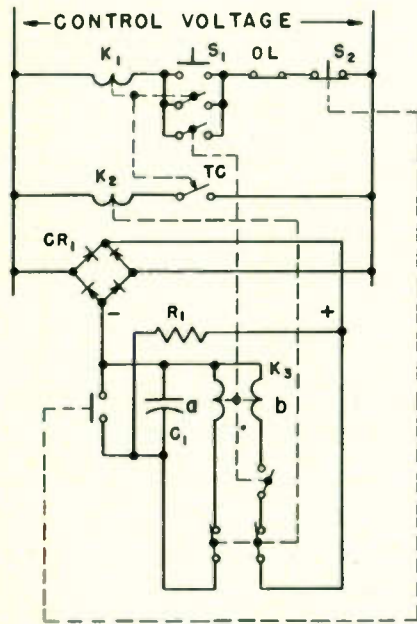 CONTROL VOLTAGE
K1 S1 OL S2
K2 TC
CR1
- R1 +
K3
a b
C1